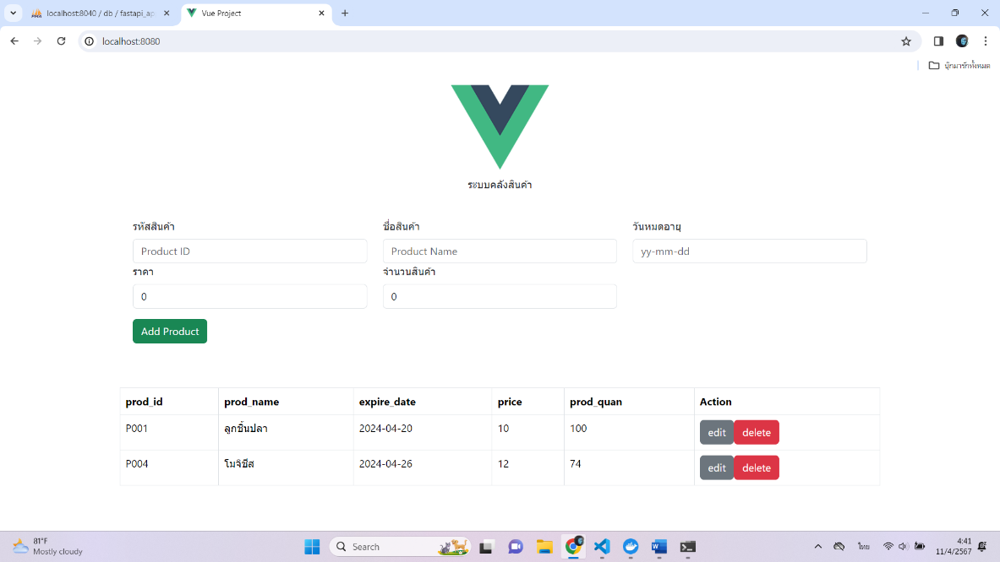 localhost:8040 / db / fastapi_ap
Vue Project
localhost:8080
บุ๊กมาร์กทั้งหมด
ระบบคลังสินค้า
รหัสสินค้า ชื่อสินค้า วันหมดอายุ
Product ID Product Name yy-mm-dd
ราคา จำนวนสินค้า
0 0
Add Product
prod_id prod_name expire_date price prod_quan Action
P001 ลูกชิ้นปลา 2024-04-20 10 100 edit delete
P004 โมจิชีส 2024-04-26 12 74 edit delete
81°F
Mostly cloudy
Search
ไทย
4:41
11/4/2567